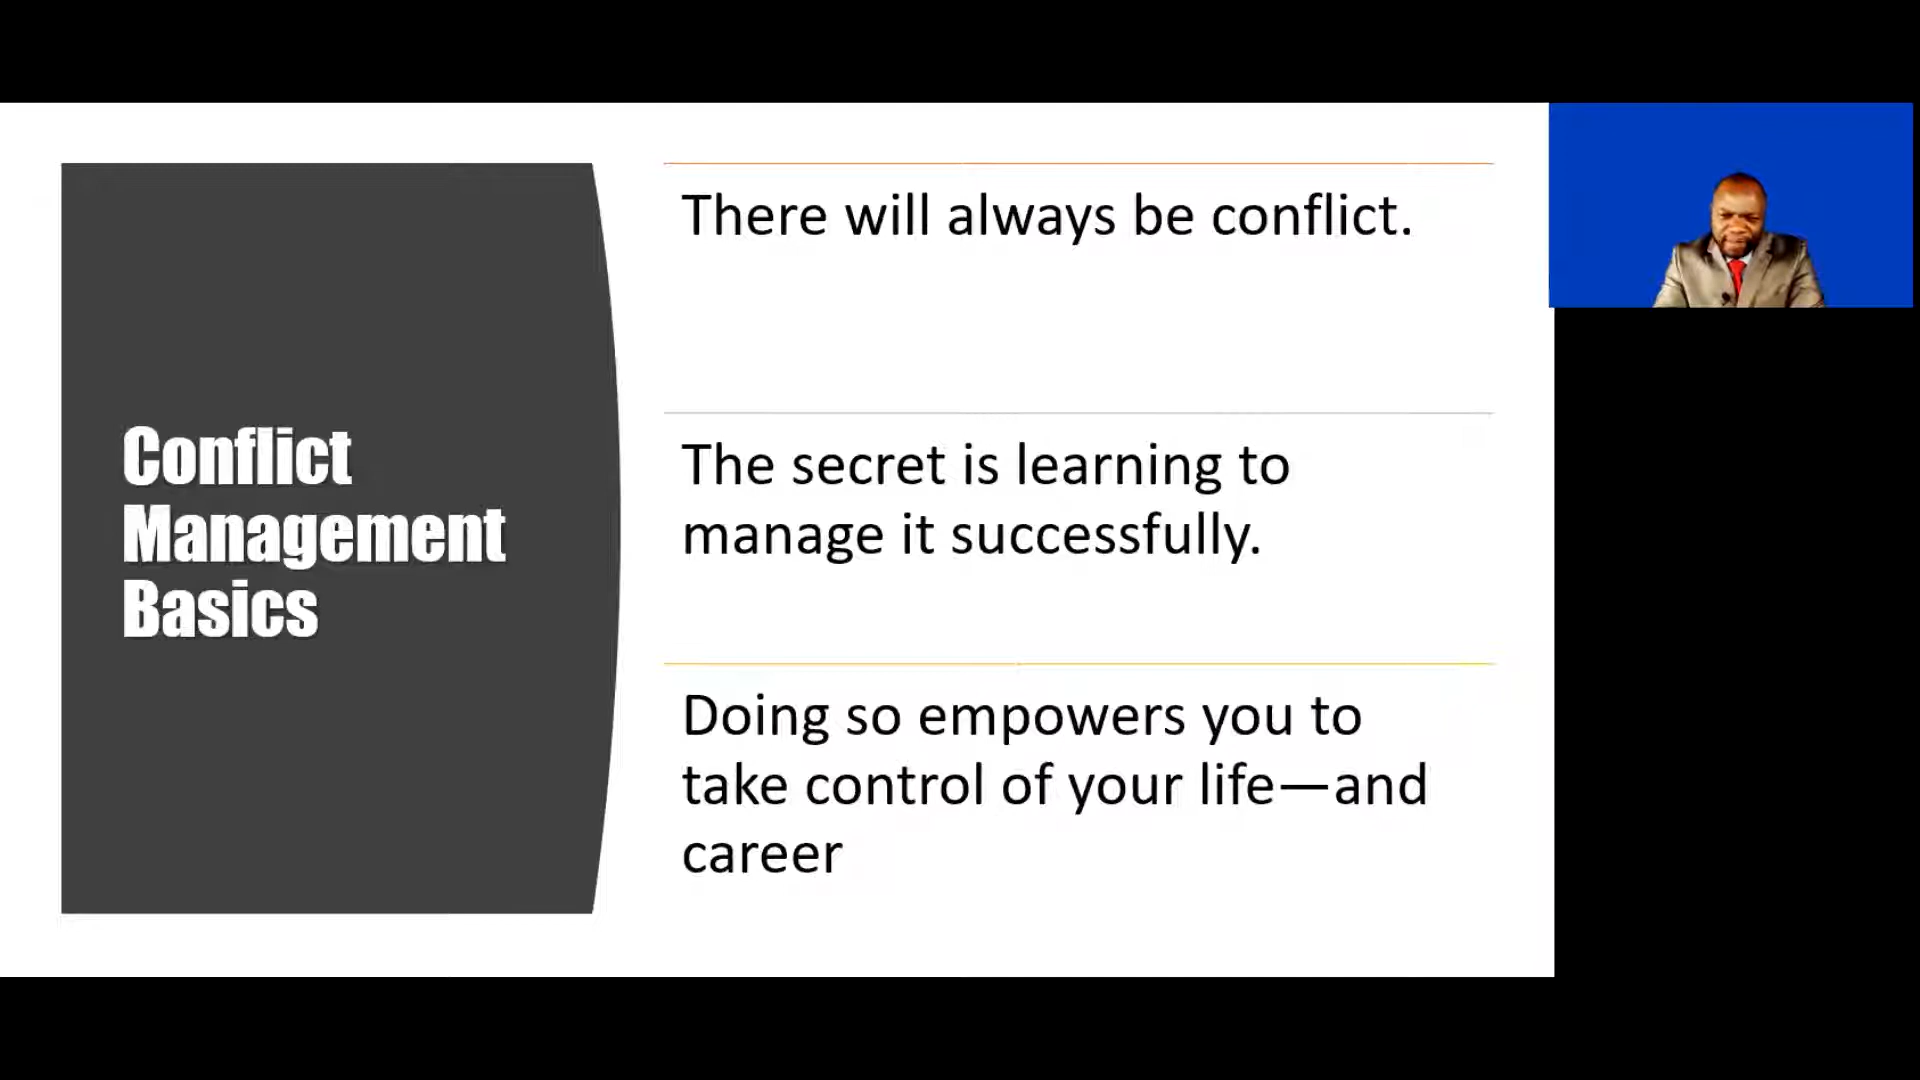 Conflict
Management
Basics
There will always be conflict.
The secret is learning to
manage it successfully.
Doing so empowers you to
take control of your life—and
career